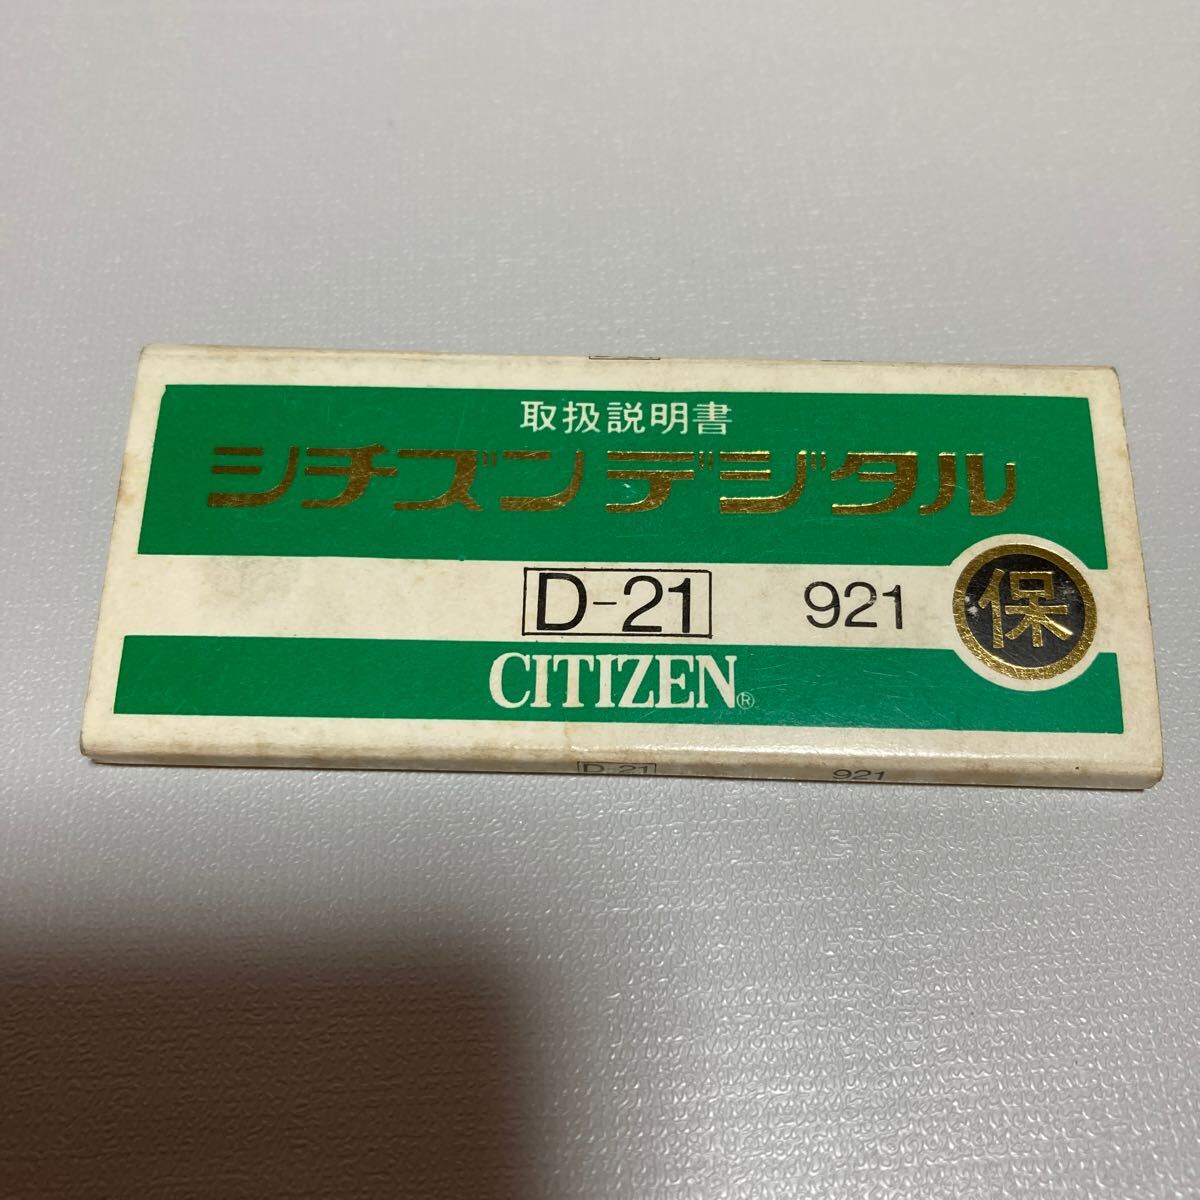 取扱説明書
シチズンデジタル
D-21 921
保
CITIZEN®
D-21 921